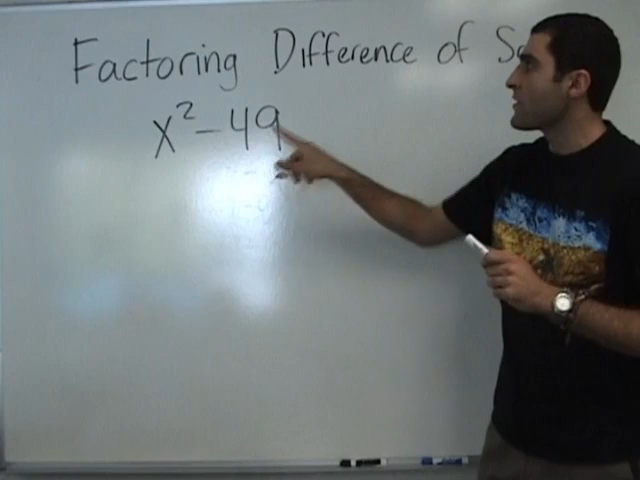 Factoring Difference of
x² - 49